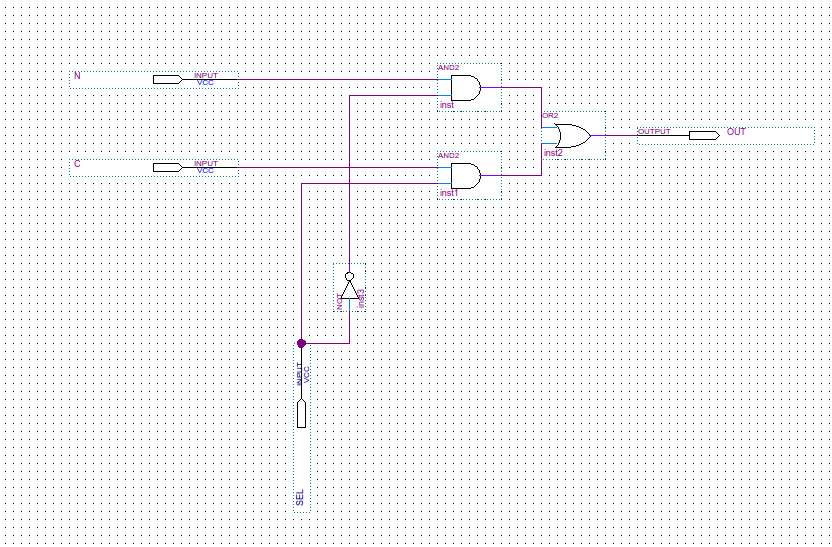 N
INPUT
VCC
AND2
inst
C
INPUT
VCC
AND2
inst1
OR2
inst2
OUTPUT
OUT
NOT
inst3
INPUT
VCC
SEL